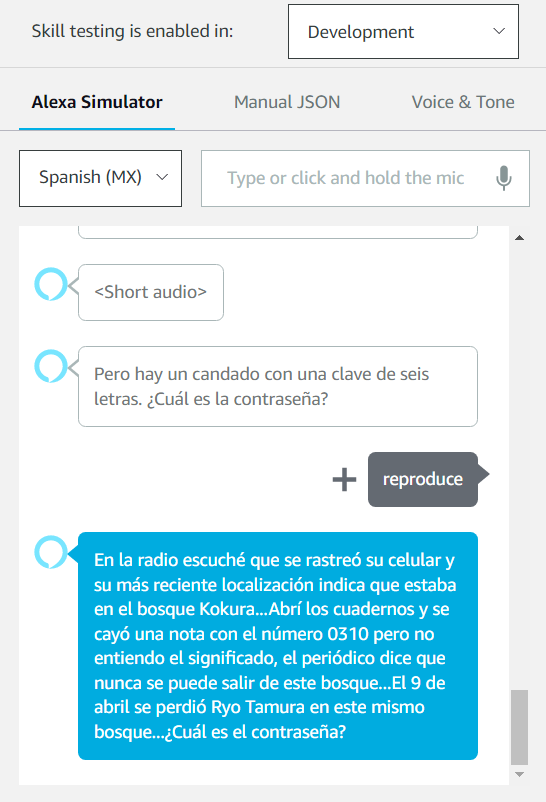 Skill testing is enabled in:
Development
Alexa Simulator
Manual JSON
Voice & Tone
Spanish (MX)
Type or click and hold the mic
<Short audio>
Pero hay un candado con una clave de seis
letras. ¿Cuál es la contraseña?
reproduce
En la radio escuché que se rastreó su celular y
su más reciente localización indica que estaba
en el bosque Kokura...Abrí los cuadernos y se
cayó una nota con el número 0310 pero no
entiendo el significado, el periódico dice que
nunca se puede salir de este bosque...El 9 de
abril se perdió Ryo Tamura en este mismo
bosque...¿Cuál es el contraseña?